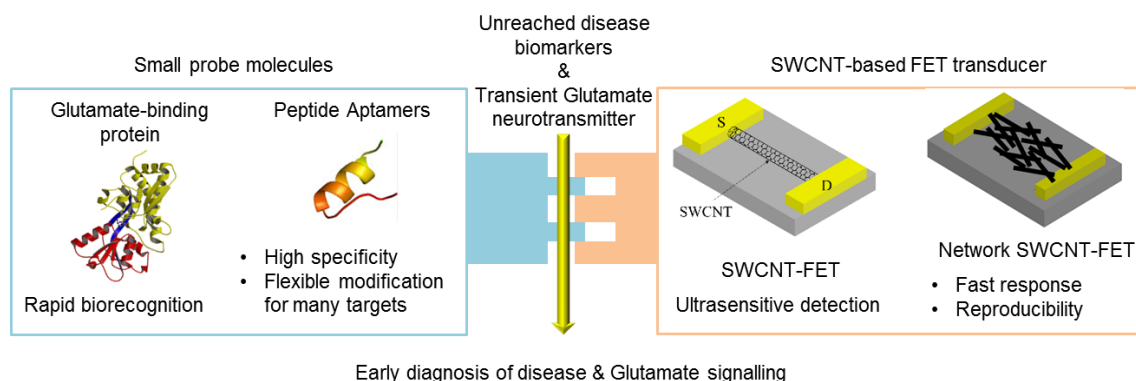 Unreached disease
biomarkers
&
Transient Glutamate
neurotransmitter
Small probe molecules
Glutamate-binding
protein
Rapid biorecognition
Peptide Aptamers
• High specificity
• Flexible modification
for many targets
SWCNT-based FET transducer
S
D
SWCNT
SWCNT-FET
Ultrasensitive detection
Network SWCNT-FET
• Fast response
• Reproducibility
Early diagnosis of disease & Glutamate signalling